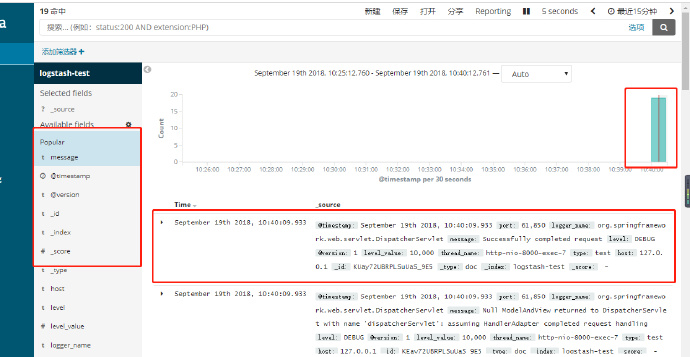 a
19 命中
新建 保存 打开 分享 Reporting 5 seconds 最近15分钟
搜索... (例如: status:200 AND extension:PHP)
选项
添加筛选器 +
logstash-test
Selected fields
? _source
Available fields
Popular
t message
@timestamp
t @version
t _id
t _index
# _score
t _type
t host
t level
# level_value
t logger_name
September 19th 2018, 10:25:12.760 - September 19th 2018, 10:40:12.761 —
Auto
Count
20
15
10
5
0
10:26:00 10:27:00 10:28:00 10:29:00 10:30:00 10:31:00 10:32:00 10:33:00 10:34:00 10:35:00 10:36:00 10:37:00 10:38:00 10:39:00 10:40:00
@timestamp per 30 seconds
Time _source
September 19th 2018, 10:40:09.933
@timestamp: September 19th 2018, 10:40:09.933 port: 61,850 logger_name: org.springframew
ork.web.servlet.DispatcherServlet message: Successfully completed request level: DEBUG
@version: 1 level_value: 10,000 thread_name: http-nio-8000-exec-7 type: test host: 127.0.
0.1 _id: _type: doc _index: logstash-test _score: -
September 19th 2018, 10:40:09.933
@timestamp: September 19th 2018, 10:40:09.933 port: 61,850 logger_name: org.springframew
ork.web.servlet.DispatcherServlet message: Null ModelAndView returned to DispatcherServle
t with name 'dispatcherServlet': assuming HandlerAdapter completed request handling
level: DEBUG @version: 1 level_value: 10,000 thread_name: http-nio-8000-exec-7 type: test
host: 127.0.0.1 _id: _type: doc _index: logstash-test _score: -